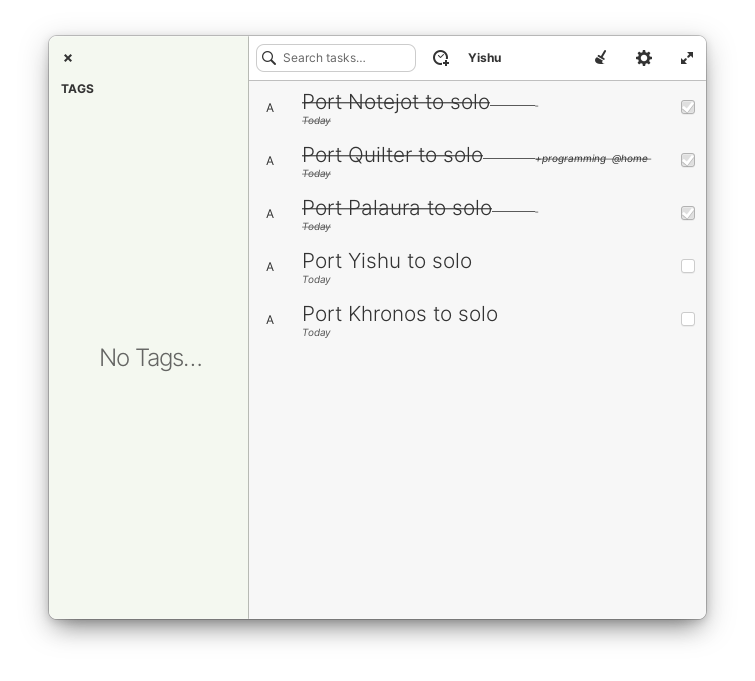 Search tasks...
Yishu
TAGS
No Tags...
A
Port Notejot to solo
Today
A
Port Quilter to solo
+programming @home
Today
A
Port Palaura to solo
Today
A
Port Yishu to solo
Today
A
Port Khronos to solo
Today